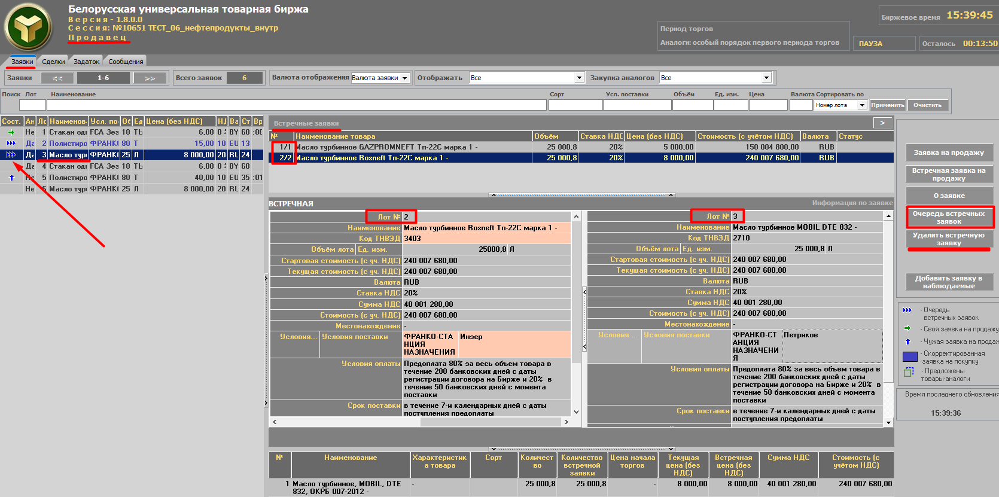 Белорусская универсальная товарная биржа
Версия - 1.8.0.0
Сессия: №10651 ТЕСТ_06_нефтепродукты_внутр
Продавец
Период торгов
Аналоги: особый порядок первого периода торгов
ПАУЗА
Биржевое время 15:39:45
Осталось 00:13:50
Заявки Сделки Задаток Сообщения
Заявки << 1-6 >> Всего заявок 6 Валюта отображения Валюта заявки Отображать Все Закупка аналогов Все
Поиск Лот Наименование Сорт Усл. поставки Объём Ед. изм. Цена Валюта Сортировать по
Номер лота Применить Очистить
Сост. Ан Ло Наименова Усл. по Об Ед Цена (без НДС) НД Ва Ст Вр
Не 1 Стакан од FCA Зез 10 ТЬ 6,00 0 BY 60 :00
Да 2 Полистиро ФРАНКО 80 Т 15,00 10 EU 13
Да 3 Масло тур ФРАНКО 25 Л 8 000,00 20 RU 24
Да 4 Стакан од FCA Зез 10 ТЬ 6,00 0 BY 60
Не 5 Полистиро ФРАНКО 80 Т 40,00 10 EU 35 :01
Не 6 Масло тур ФРАНКО 25 Л 8 000,00 20 RU 24
Встречные заявки >
№ Наименование товара Объём Ставка НДС Цена (без НДС) Стоимость (с учётом НДС) Валюта Статус
1/1 Масло турбинное GAZPROMNEFT Тп-22С марка 1 - 25 000,8 20% 5 000,00 150 004 800,00 RUB
2/2 Масло турбинное Rosneft Тп-22С марка 1 - 25 000,8 20% 8 000,00 240 007 680,00 RUB
ВСТРЕЧНАЯ
Информация по заявке
Лот № 2
Наименование Масло турбинное Rosneft Тп-22С марка 1 -
Код ТНВЭД 3403
Объём лота Ед. изм. 25000,8 Л
Стартовая стоимость (с уч. НДС) 240 007 680,00
Текущая стоимость (с уч. НДС) 240 007 680,00
Валюта RUB
Ставка НДС 20%
Сумма НДС 40 001 280,00
Стоимость (с уч. НДС) 240 007 680,00
Местонахождение -
Условия... Условия поставки ФРАНКО-СТА Инзер
НЦИЯ
НАЗНАЧЕНИЯ
Условия оплаты Предоплата 80% за весь объем товара в
течение 200 банковских дней с даты
регистрации договора на Бирже и 20% в
течение 50 банковских дней с момента
поставки
Срок поставки в течение 7-и календарных дней с даты
поступления предоплаты
Лот № 3
Наименование Масло турбинное MOBIL DTE 832 -
Код ТНВЭД 2710
Объём лота Ед. изм. 25 000,8 Л
Стартовая стоимость (с уч. НДС) 240 007 680,00
Текущая стоимость (с уч. НДС) 240 007 680,00
Валюта RUB
Ставка НДС 20%
Сумма НДС 40 001 280,00
Стоимость (с уч. НДС) 240 007 680,00
Местонахождение -
Условия ... Условия поставки ФРАНКО-СТ Петриков
АНЦИЯ
НАЗНАЧЕНИ
Я
Условия оплаты Предоплата 80% за весь объем товара в
течение 200 банковских дней с даты
регистрации договора на Бирже и 20% в
течение 50 банковских дней с момента
поставки
Срок поставки в течение 7-и календарных дней с даты
поступления предоплаты
№ Наименование Характеристик Сорт Количест Количество Цена начала Текущая Встречная Сумма НДС Стоимость (с
а товара во встречной торгов цена (без цена (без учётом НДС)
заявки НДС) НДС)
1 Масло турбинное, MOBIL, DTE - 25 000,8 25 000,8 - 8 000,00 8 000,00 40 001 280,00 240 007 680,00
832, ОКРБ 007-2012 -
Заявка на продажу
Встречная заявка на
продажу
О заявке
Очередь встречных
заявок
Удалить встречную
заявку
Добавить заявку в
наблюдаемые
- Очередь
встречных заявок
- Своя заявка на продажу
- Чужая заявка на продаж
- Скорректированная
заявка на покупку
- Предложены
товары-аналоги
Время последнего обновления
15:39:36